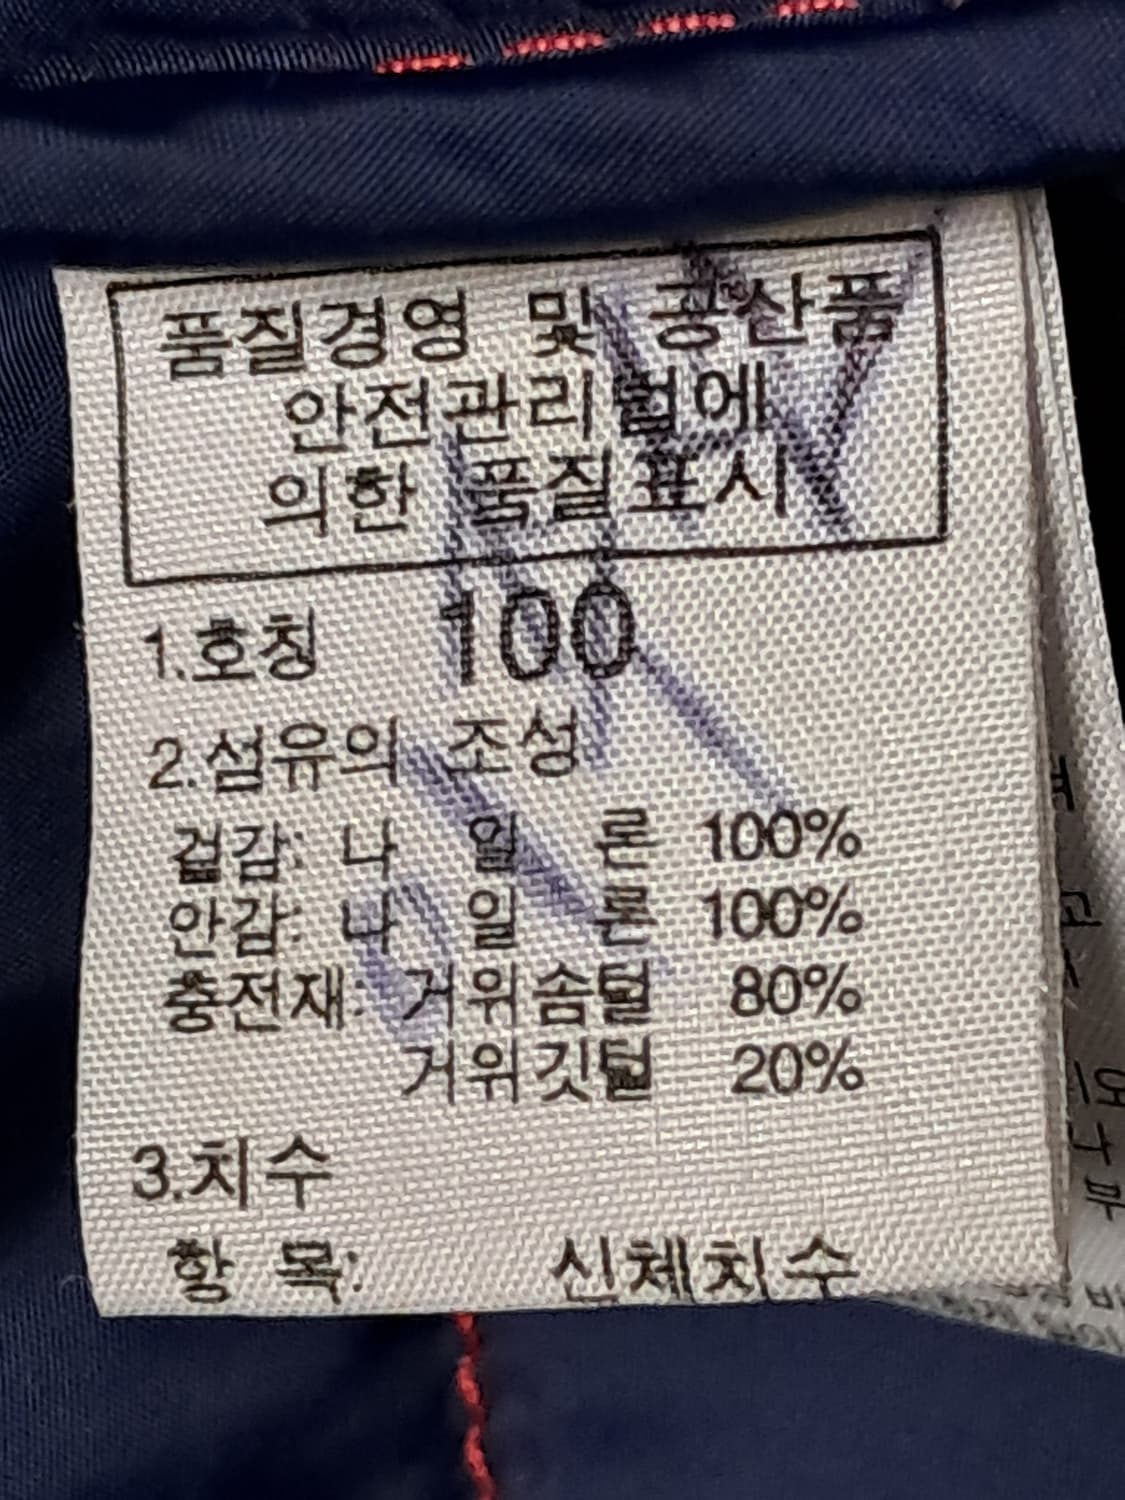 품질경영 및 공산품
안전관리법에
의한 품질표시
1.호칭 100
2.섬유의 조성
겉감: 나 일 론 100%
안감: 나 일 론 100%
충전재: 거위솜털 80%
거위깃털 20%
3.치수
항 목: 신체치수